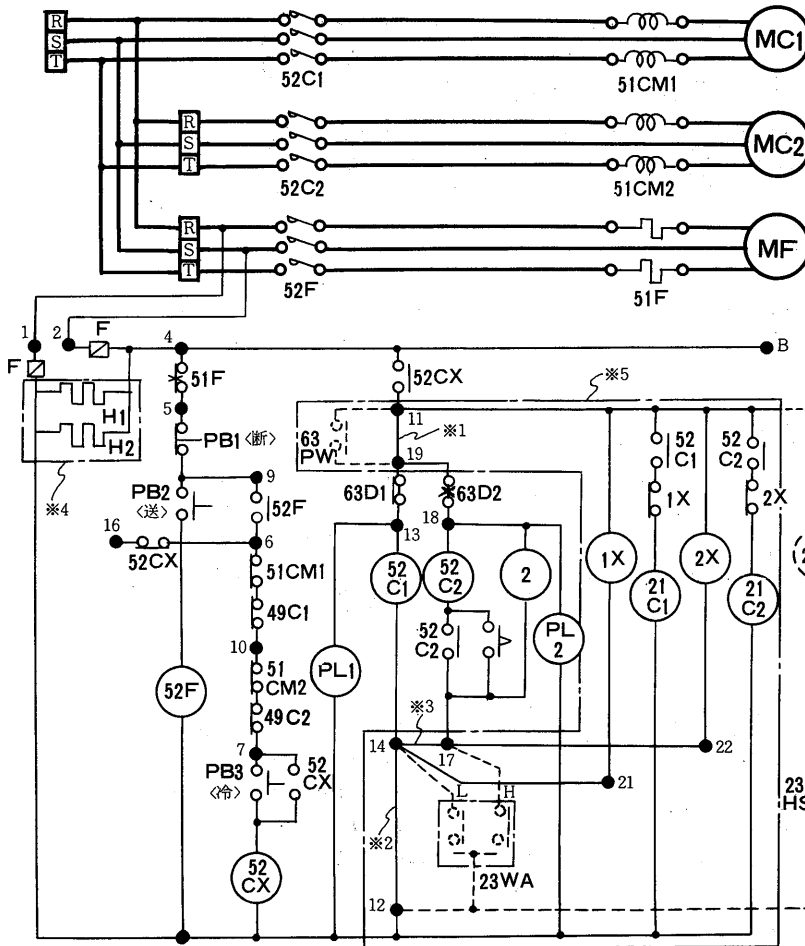 R
S
T
52C1
51CM1
MC1
R
S
T
52C2
51CM2
MC2
R
S
T
52F
51F
MF
1
2
F
4
B
F
51F
52CX
※5
H1
H2
5
11
63
PW
※1
52
C1
52
C2
PB1〈断〉
19
※4
PB2
〈送〉
9
63D1
63D2
1X
2X
52F
18
16
6
13
52CX
51CM1
52
C1
52
C2
2
1X
2X
49C1
21
C1
21
C2
52
C2
PL
2
10
51
CM2
PL1
52F
49C2
※3
7
14
17
22
PB3
〈冷〉
52
CX
21
23
HS
L
H
※2
52
CX
23WA
12